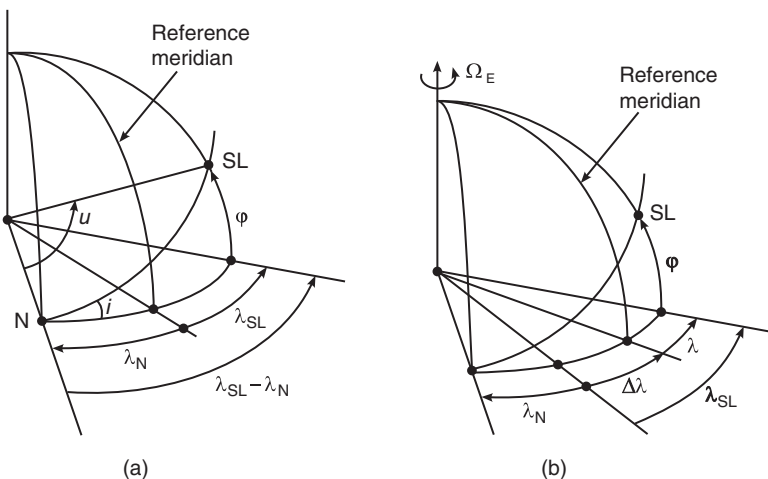 Reference
meridian
SL
u
φ
N
i
λSL
λN
λSL – λN
(a)
ΩE
Reference
meridian
SL
φ
λ
Δλ
λN
λSL
(b)